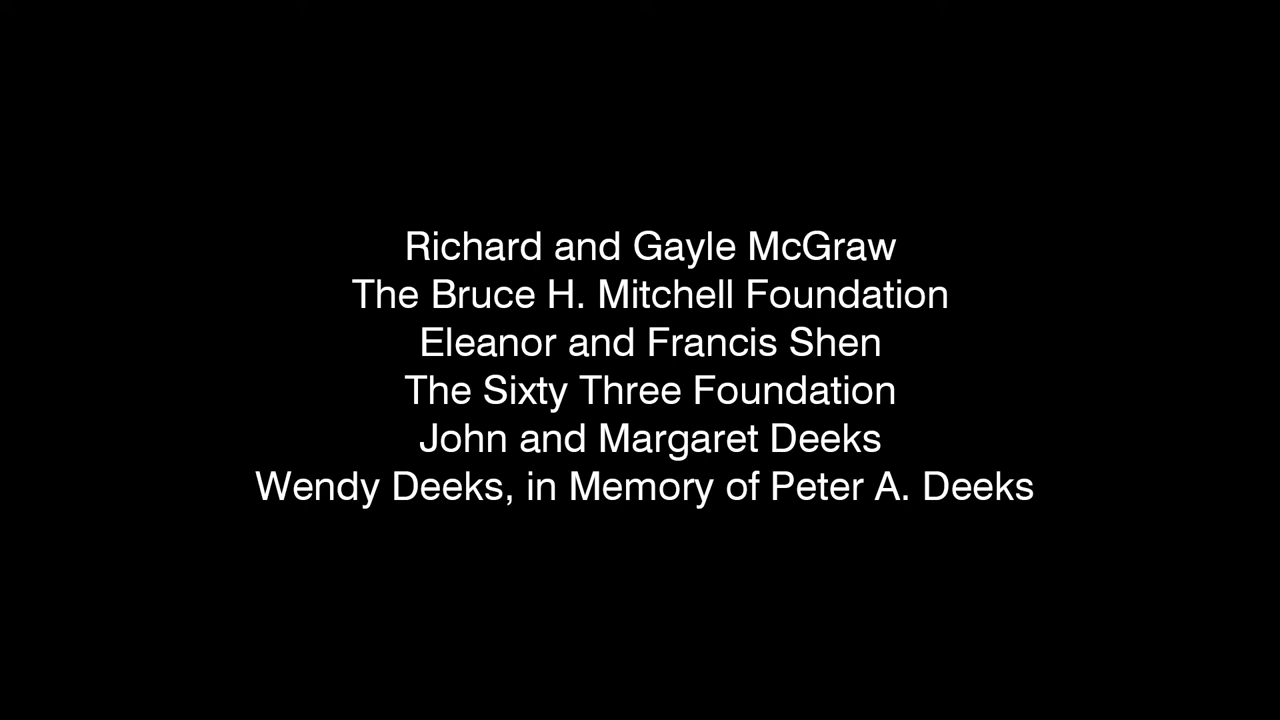 Richard and Gayle McGraw
The Bruce H. Mitchell Foundation
Eleanor and Francis Shen
The Sixty Three Foundation
John and Margaret Deeks
Wendy Deeks, in Memory of Peter A. Deeks